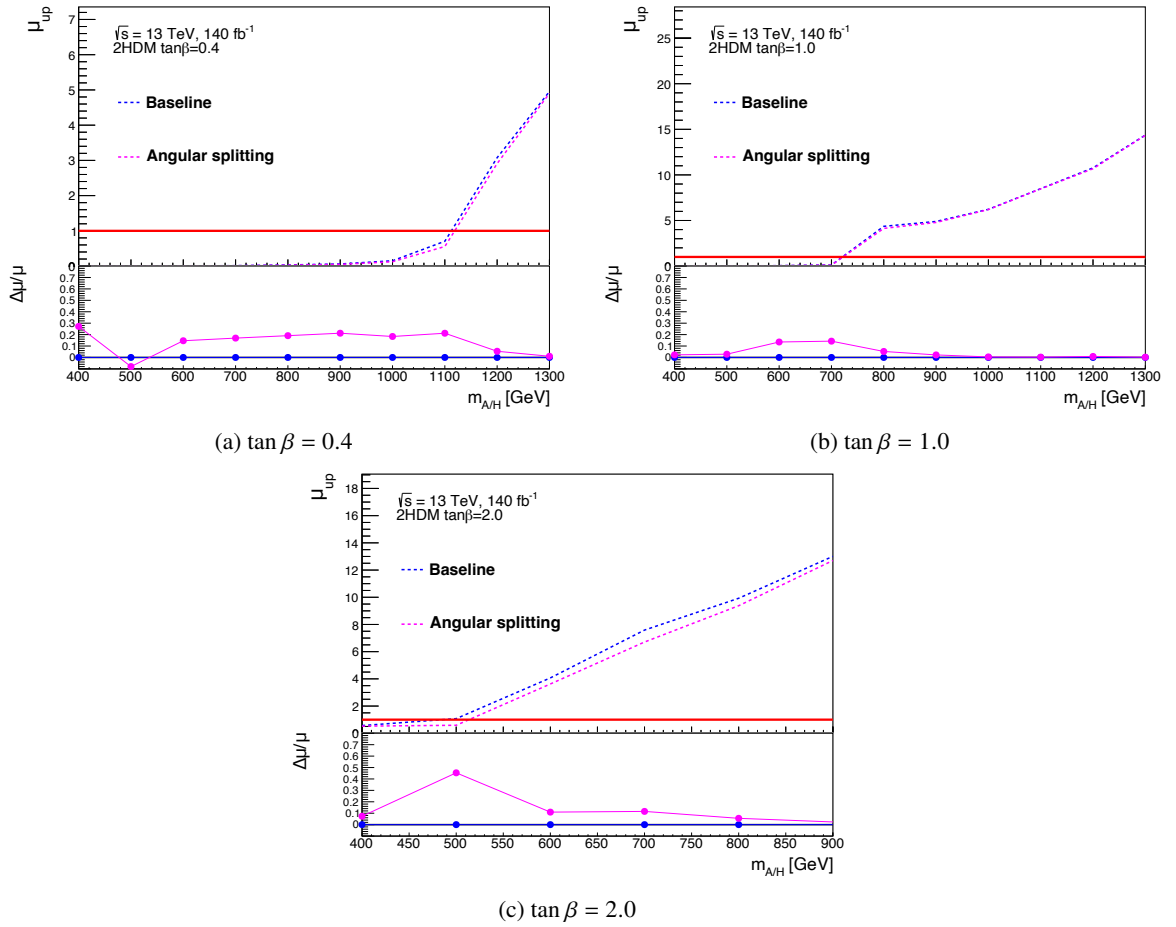 μup
7
6
5
4
3
2
1
0
√s = 13 TeV, 140 fb-1
2HDM tanβ=0.4
Baseline
Angular splitting
Δμ/μ
0.7
0.6
0.5
0.4
0.3
0.2
0.1
0
400 500 600 700 800 900 1000 1100 1200 1300
mA/H [GeV]
(a) tan β = 0.4
μup
25
20
15
10
5
0
√s = 13 TeV, 140 fb-1
2HDM tanβ=1.0
Baseline
Angular splitting
Δμ/μ
0.7
0.6
0.5
0.4
0.3
0.2
0.1
0
400 500 600 700 800 900 1000 1100 1200 1300
mA/H [GeV]
(b) tan β = 1.0
μup
18
16
14
12
10
8
6
4
2
0
√s = 13 TeV, 140 fb-1
2HDM tanβ=2.0
Baseline
Angular splitting
Δμ/μ
0.7
0.6
0.5
0.4
0.3
0.2
0.1
0
400 450 500 550 600 650 700 750 800 850 900
mA/H [GeV]
(c) tan β = 2.0